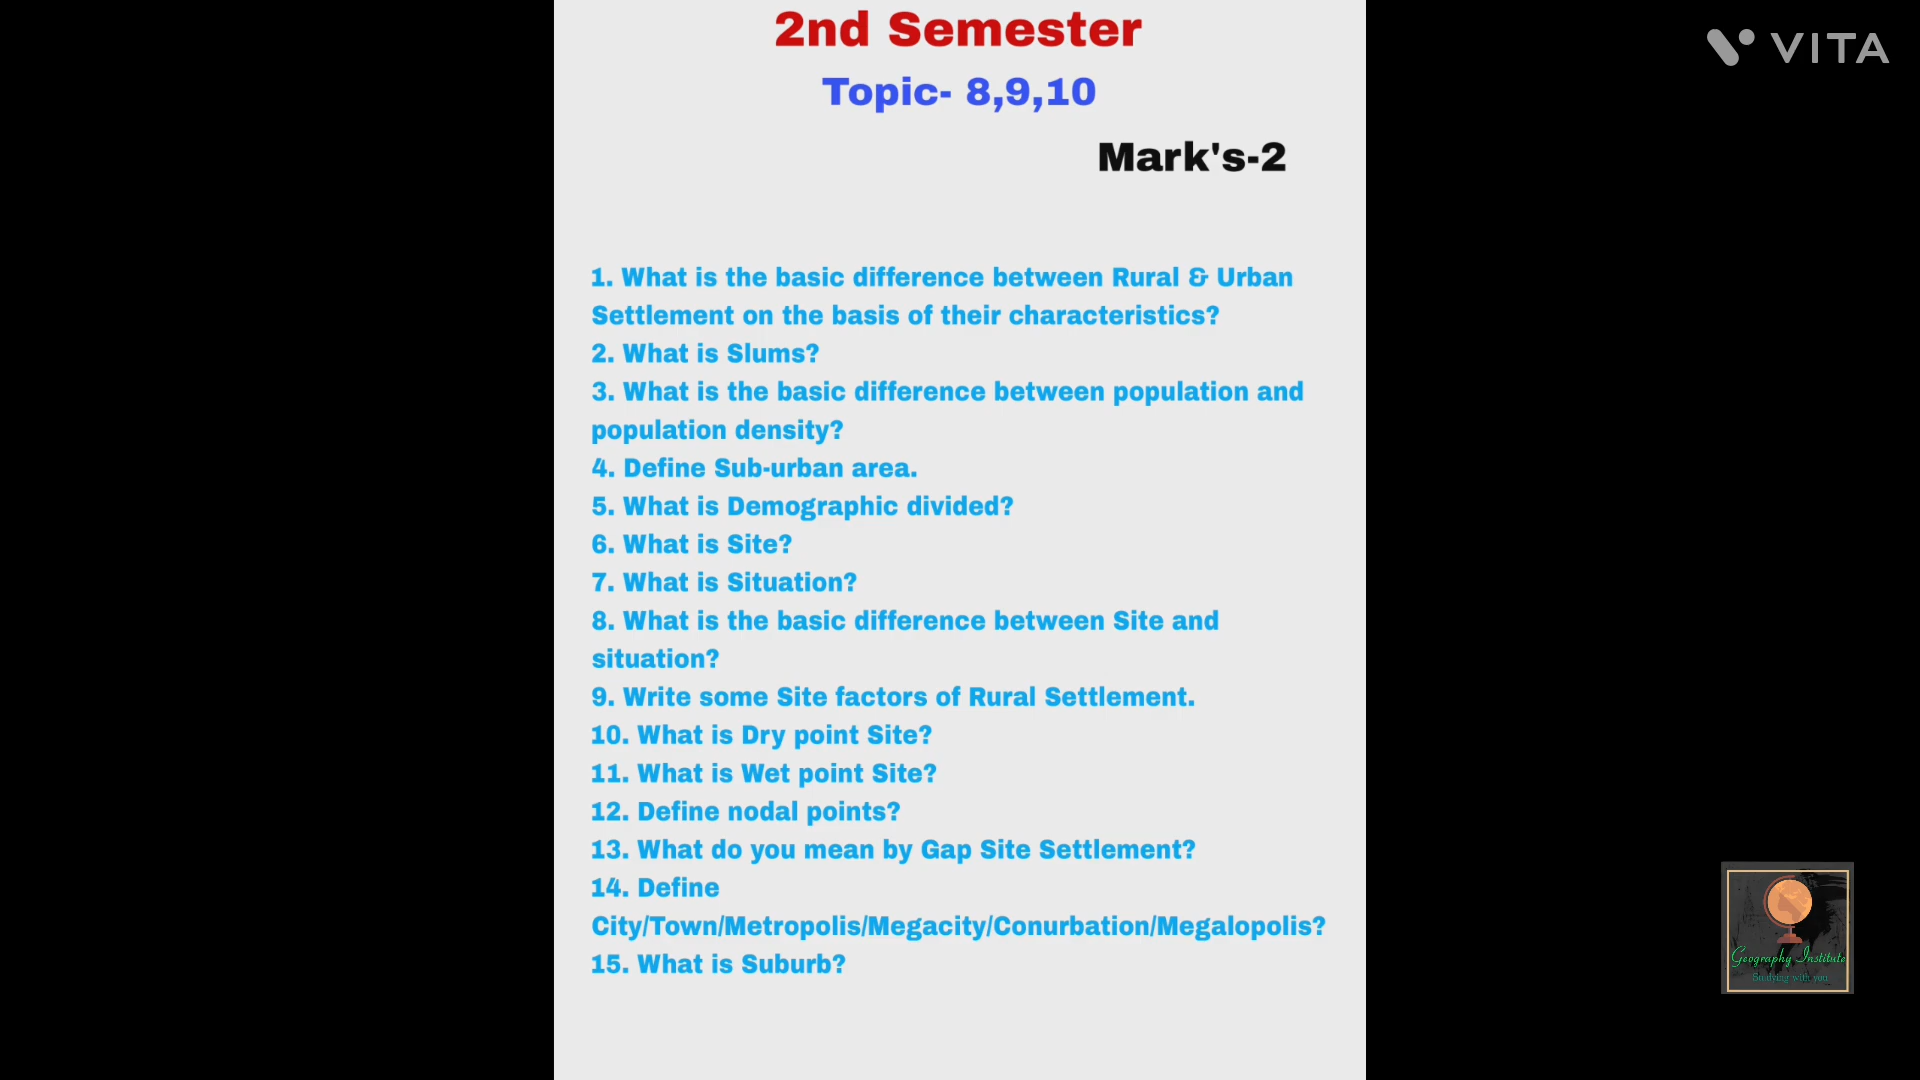 2nd Semester
Topic- 8,9,10
Mark's-2
1. What is the basic difference between Rural & Urban
Settlement on the basis of their characteristics?
2. What is Slums?
3. What is the basic difference between population and
population density?
4. Define Sub-urban area.
5. What is Demographic divided?
6. What is Site?
7. What is Situation?
8. What is the basic difference between Site and
situation?
9. Write some Site factors of Rural Settlement.
10. What is Dry point Site?
11. What is Wet point Site?
12. Define nodal points?
13. What do you mean by Gap Site Settlement?
14. Define
City/Town/Metropolis/Megacity/Conurbation/Megalopolis?
15. What is Suburb?
VITA
Geography Institute
Studying with you